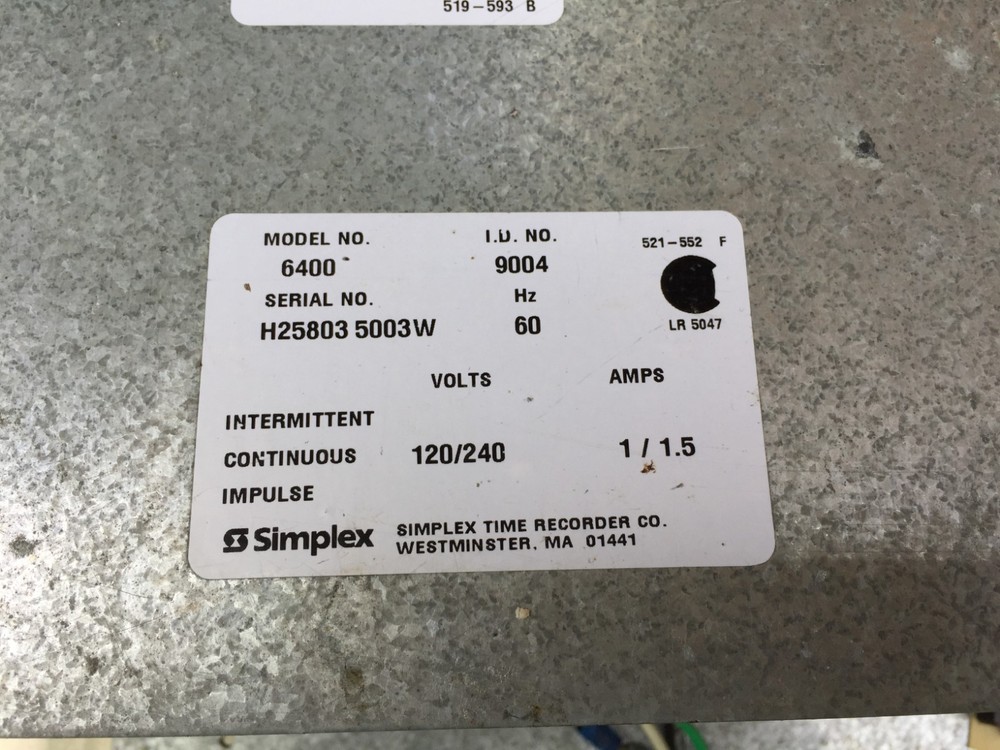 519-593 B
MODEL NO. I.D. NO. 521-552 F
6400 9004
SERIAL NO. Hz
H25803 5003W 60 LR 5047
VOLTS AMPS
INTERMITTENT
CONTINUOUS 120/240 1 / 1.5
IMPULSE
Simplex SIMPLEX TIME RECORDER CO.
WESTMINSTER, MA 01441